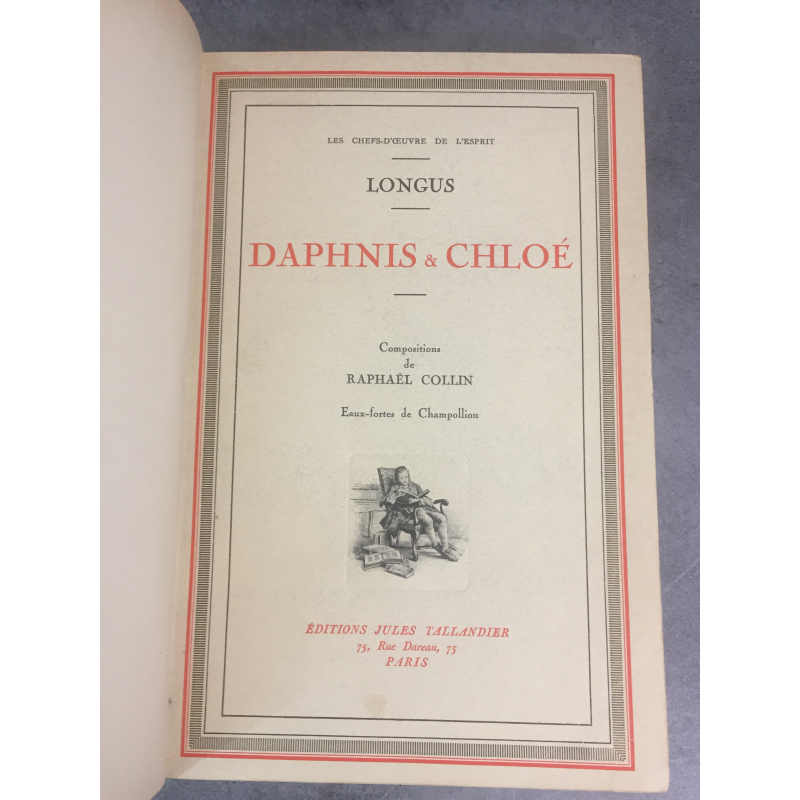 LES CHEFS-D'ŒUVRE DE L'ESPRIT
LONGUS
DAPHNIS & CHLOÉ
Compositions
de
RAPHAËL COLLIN
Eaux-fortes de Champollion
ÉDITIONS JULES TALLANDIER
75, Rue Dareau, 75
PARIS